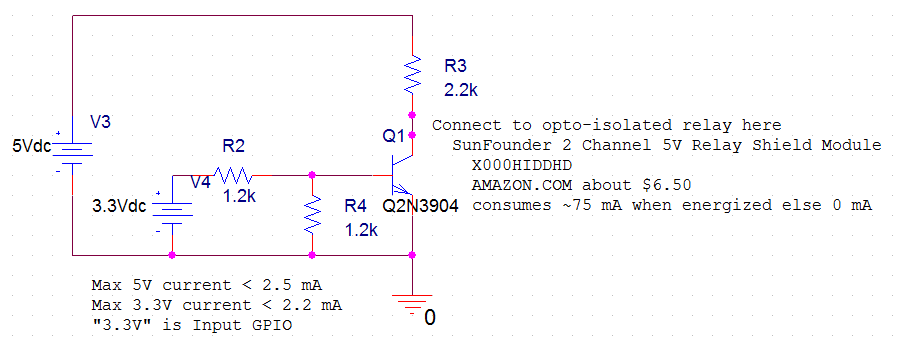 R3
2.2k
V3
5Vdc
+
-
Q1
Connect to opto-isolated relay here
SunFounder 2 Channel 5V Relay Shield Module
X000HIDDHD
AMAZON.COM about $6.50
consumes ~75 mA when energized else 0 mA
R2
1.2k
V4
3.3Vdc
+
-
R4
1.2k
Q2N3904
Max 5V current < 2.5 mA
Max 3.3V current < 2.2 mA
"3.3V" is Input GPIO
0